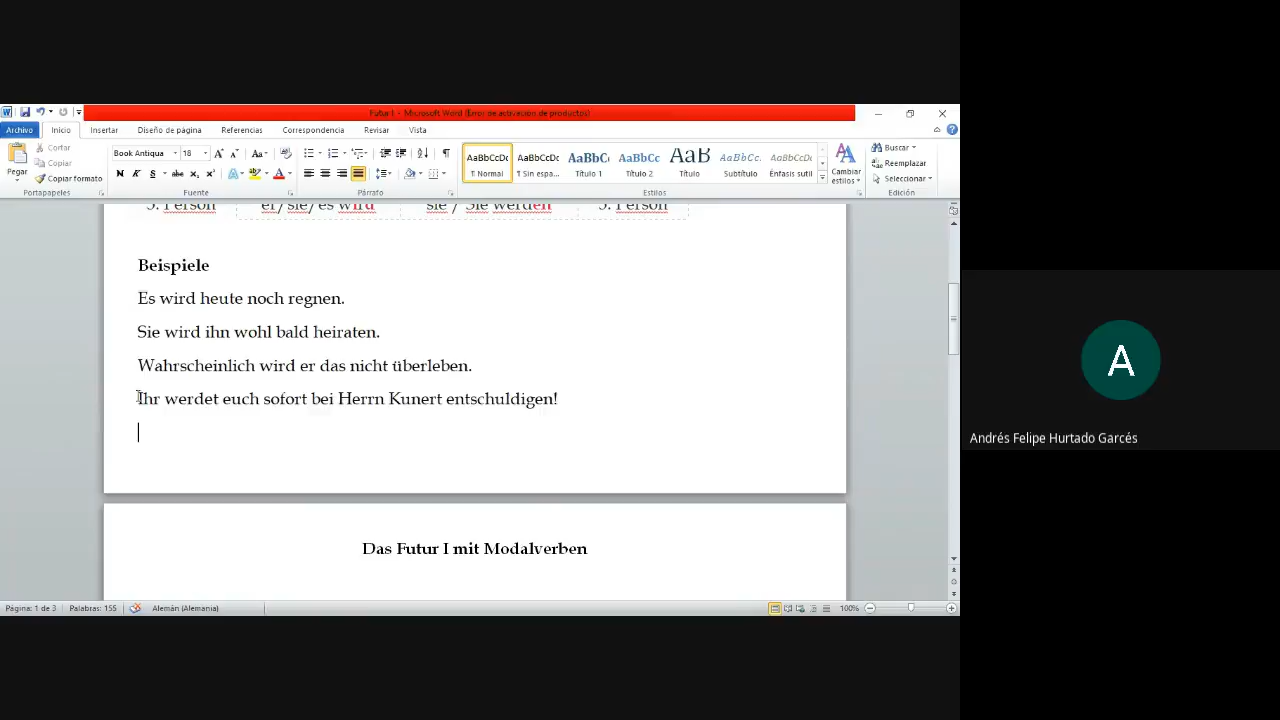 Futur I - Microsoft Word (Error de activación de productos)
Archivo Inicio Insertar Diseño de página Referencias Correspondencia Revisar Vista
Pegar Cortar Copiar Copiar formato Portapapeles
Book Antiqua 18 Aa N K S abc x₂ x² A Fuente
Párrafo
AaBbCcDc ¶ Normal
AaBbCcDc ¶ Sin espa...
AaBbC Título 1
AaBbCc Título 2
AaB Título
AaBbCc. Subtítulo
AaBbCcDc Énfasis sutil
Cambiar estilos
Estilos
Buscar
Reemplazar
Seleccionar
Edición
3. Person er/sie/es wird sie / Sie werden 3. Person
Beispiele
Es wird heute noch regnen.
Sie wird ihn wohl bald heiraten.
Wahrscheinlich wird er das nicht überleben.
Ihr werdet euch sofort bei Herrn Kunert entschuldigen!
Das Futur I mit Modalverben
Página: 1 de 3 Palabras: 155 Alemán (Alemania) 100%
A
Andrés Felipe Hurtado Garcés